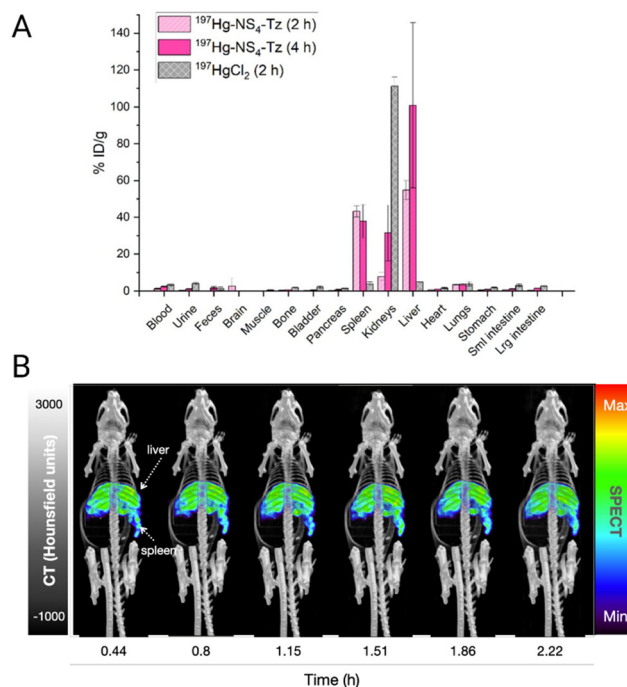 A
197Hg-NS4-Tz (2 h)
197Hg-NS4-Tz (4 h)
197HgCl2 (2 h)
% ID/g
140
120
100
80
60
40
20
0
Blood
Urine
Feces
Brain
Muscle
Bone
Bladder
Pancreas
Spleen
Kidneys
Liver
Heart
Lungs
Stomach
Sml intestine
Lrg intestine
B
3000
CT (Hounsfield units)
-1000
liver
spleen
Max
SPECT
Min
0.44 0.8 1.15 1.51 1.86 2.22
Time (h)